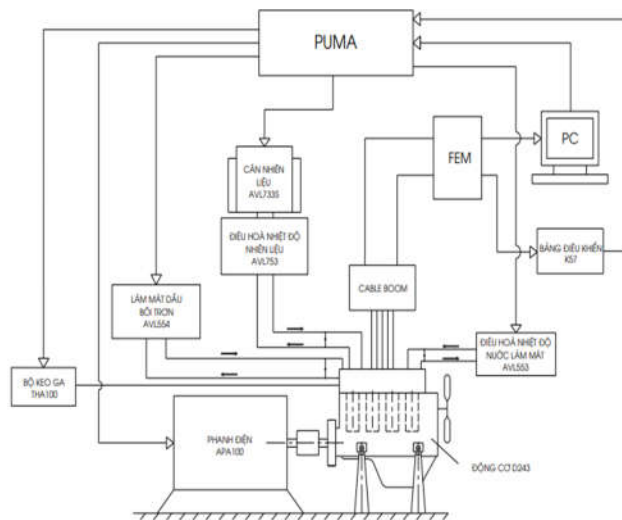 PUMA
CÂN NHIÊN
LIỆU
AVL733S
FEM
PC
ĐIỀU HOÀ NHIỆT ĐỘ
NHIÊN LIỆU
AVL753
BẢNG ĐIỀU KHIỂN
K57
LÀM MÁT DẦU
BÔI TRƠN
AVL554
CABLE BOOM
ĐIỀU HOÀ NHIỆT ĐỘ
NƯỚC LÀM MÁT
AVL553
BỘ KÉO GA
THA100
PHANH ĐIỆN
APA100
ĐỘNG CƠ D243